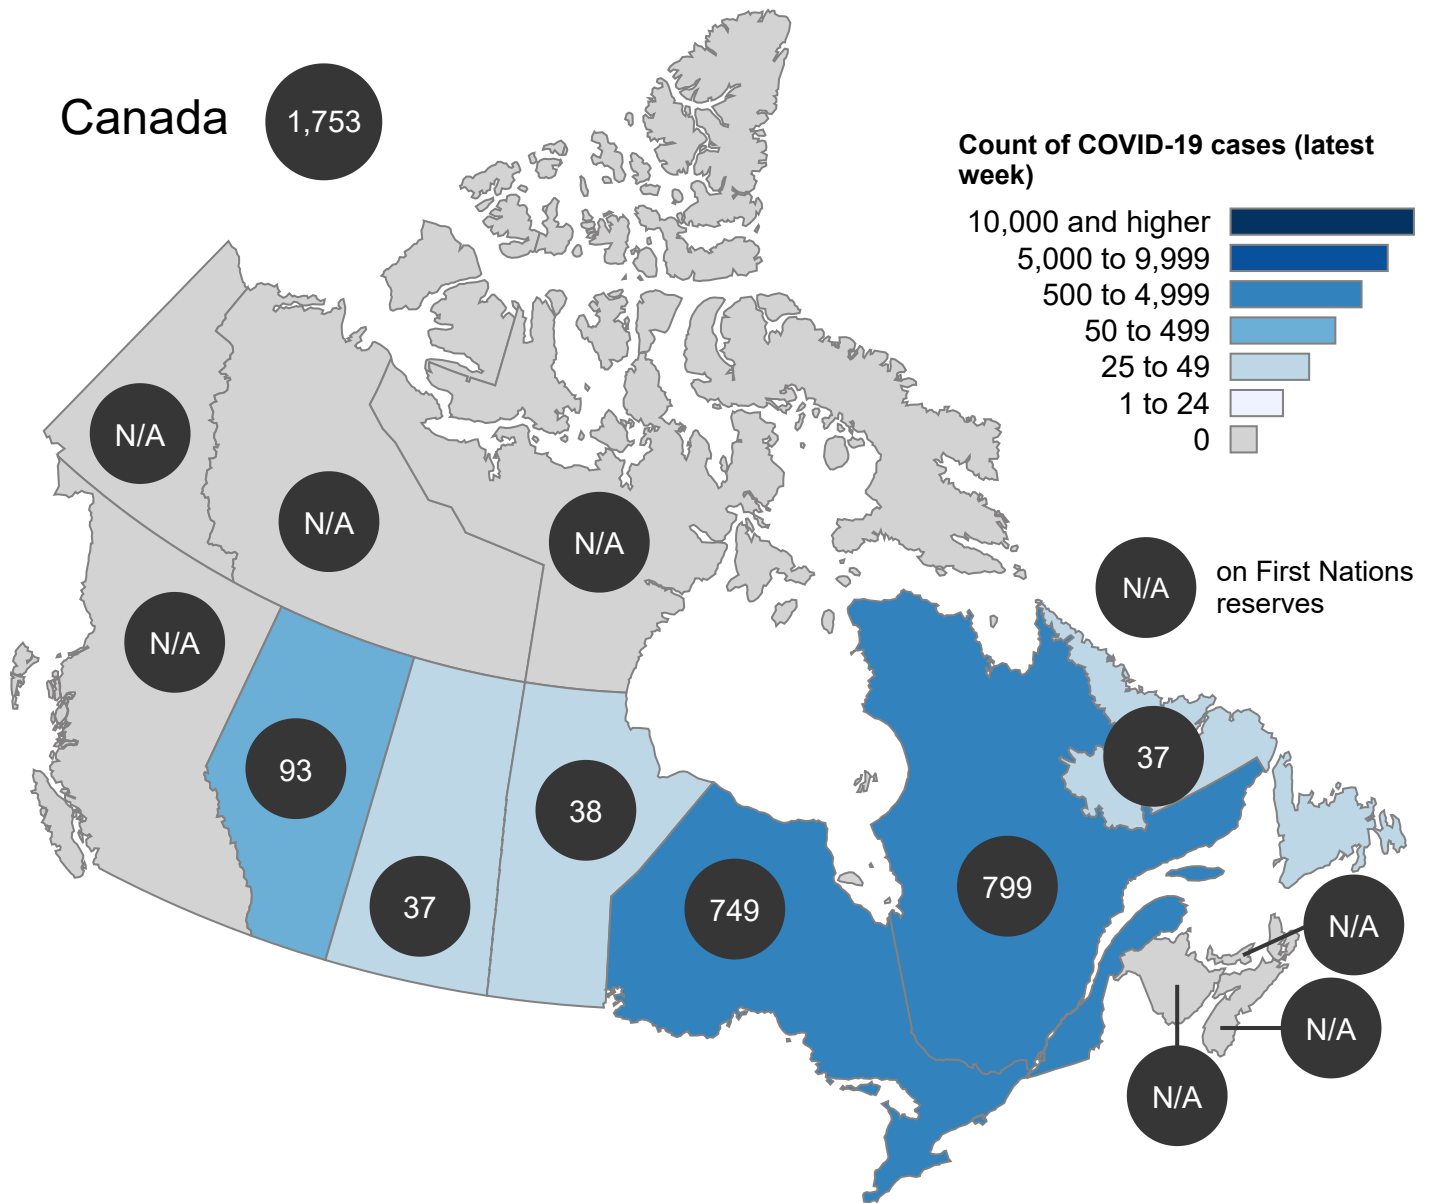 Canada
1,753
Count of COVID-19 cases (latest
week)
10,000 and higher
5,000 to 9,999
500 to 4,999
50 to 499
25 to 49
1 to 24
0
N/A
N/A
N/A
N/A
on First Nations
reserves
N/A
93
38
37
749
799
37
N/A
N/A
N/A